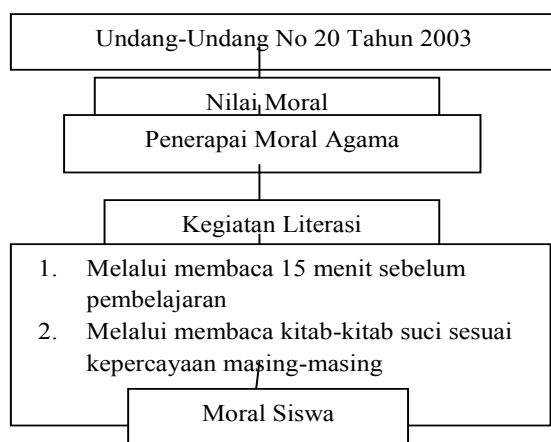 Undang-Undang No 20 Tahun 2003
Nilai Moral
Penerapai Moral Agama
Kegiatan Literasi
1. Melalui membaca 15 menit sebelum
pembelajaran
2. Melalui membaca kitab-kitab suci sesuai
kepercayaan masing-masing
Moral Siswa